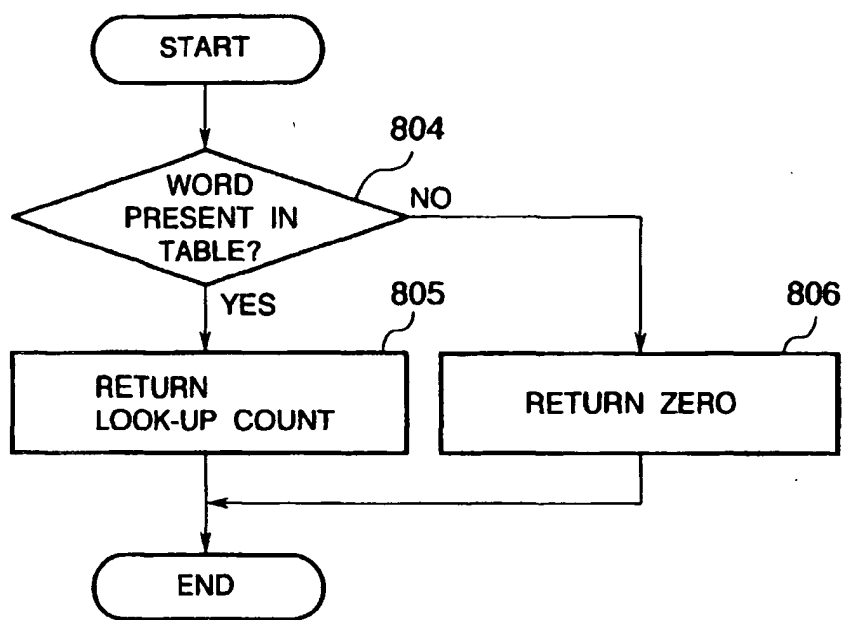 START
804
WORD
PRESENT IN
TABLE?
NO
YES
805
RETURN
LOOK-UP COUNT
806
RETURN ZERO
END